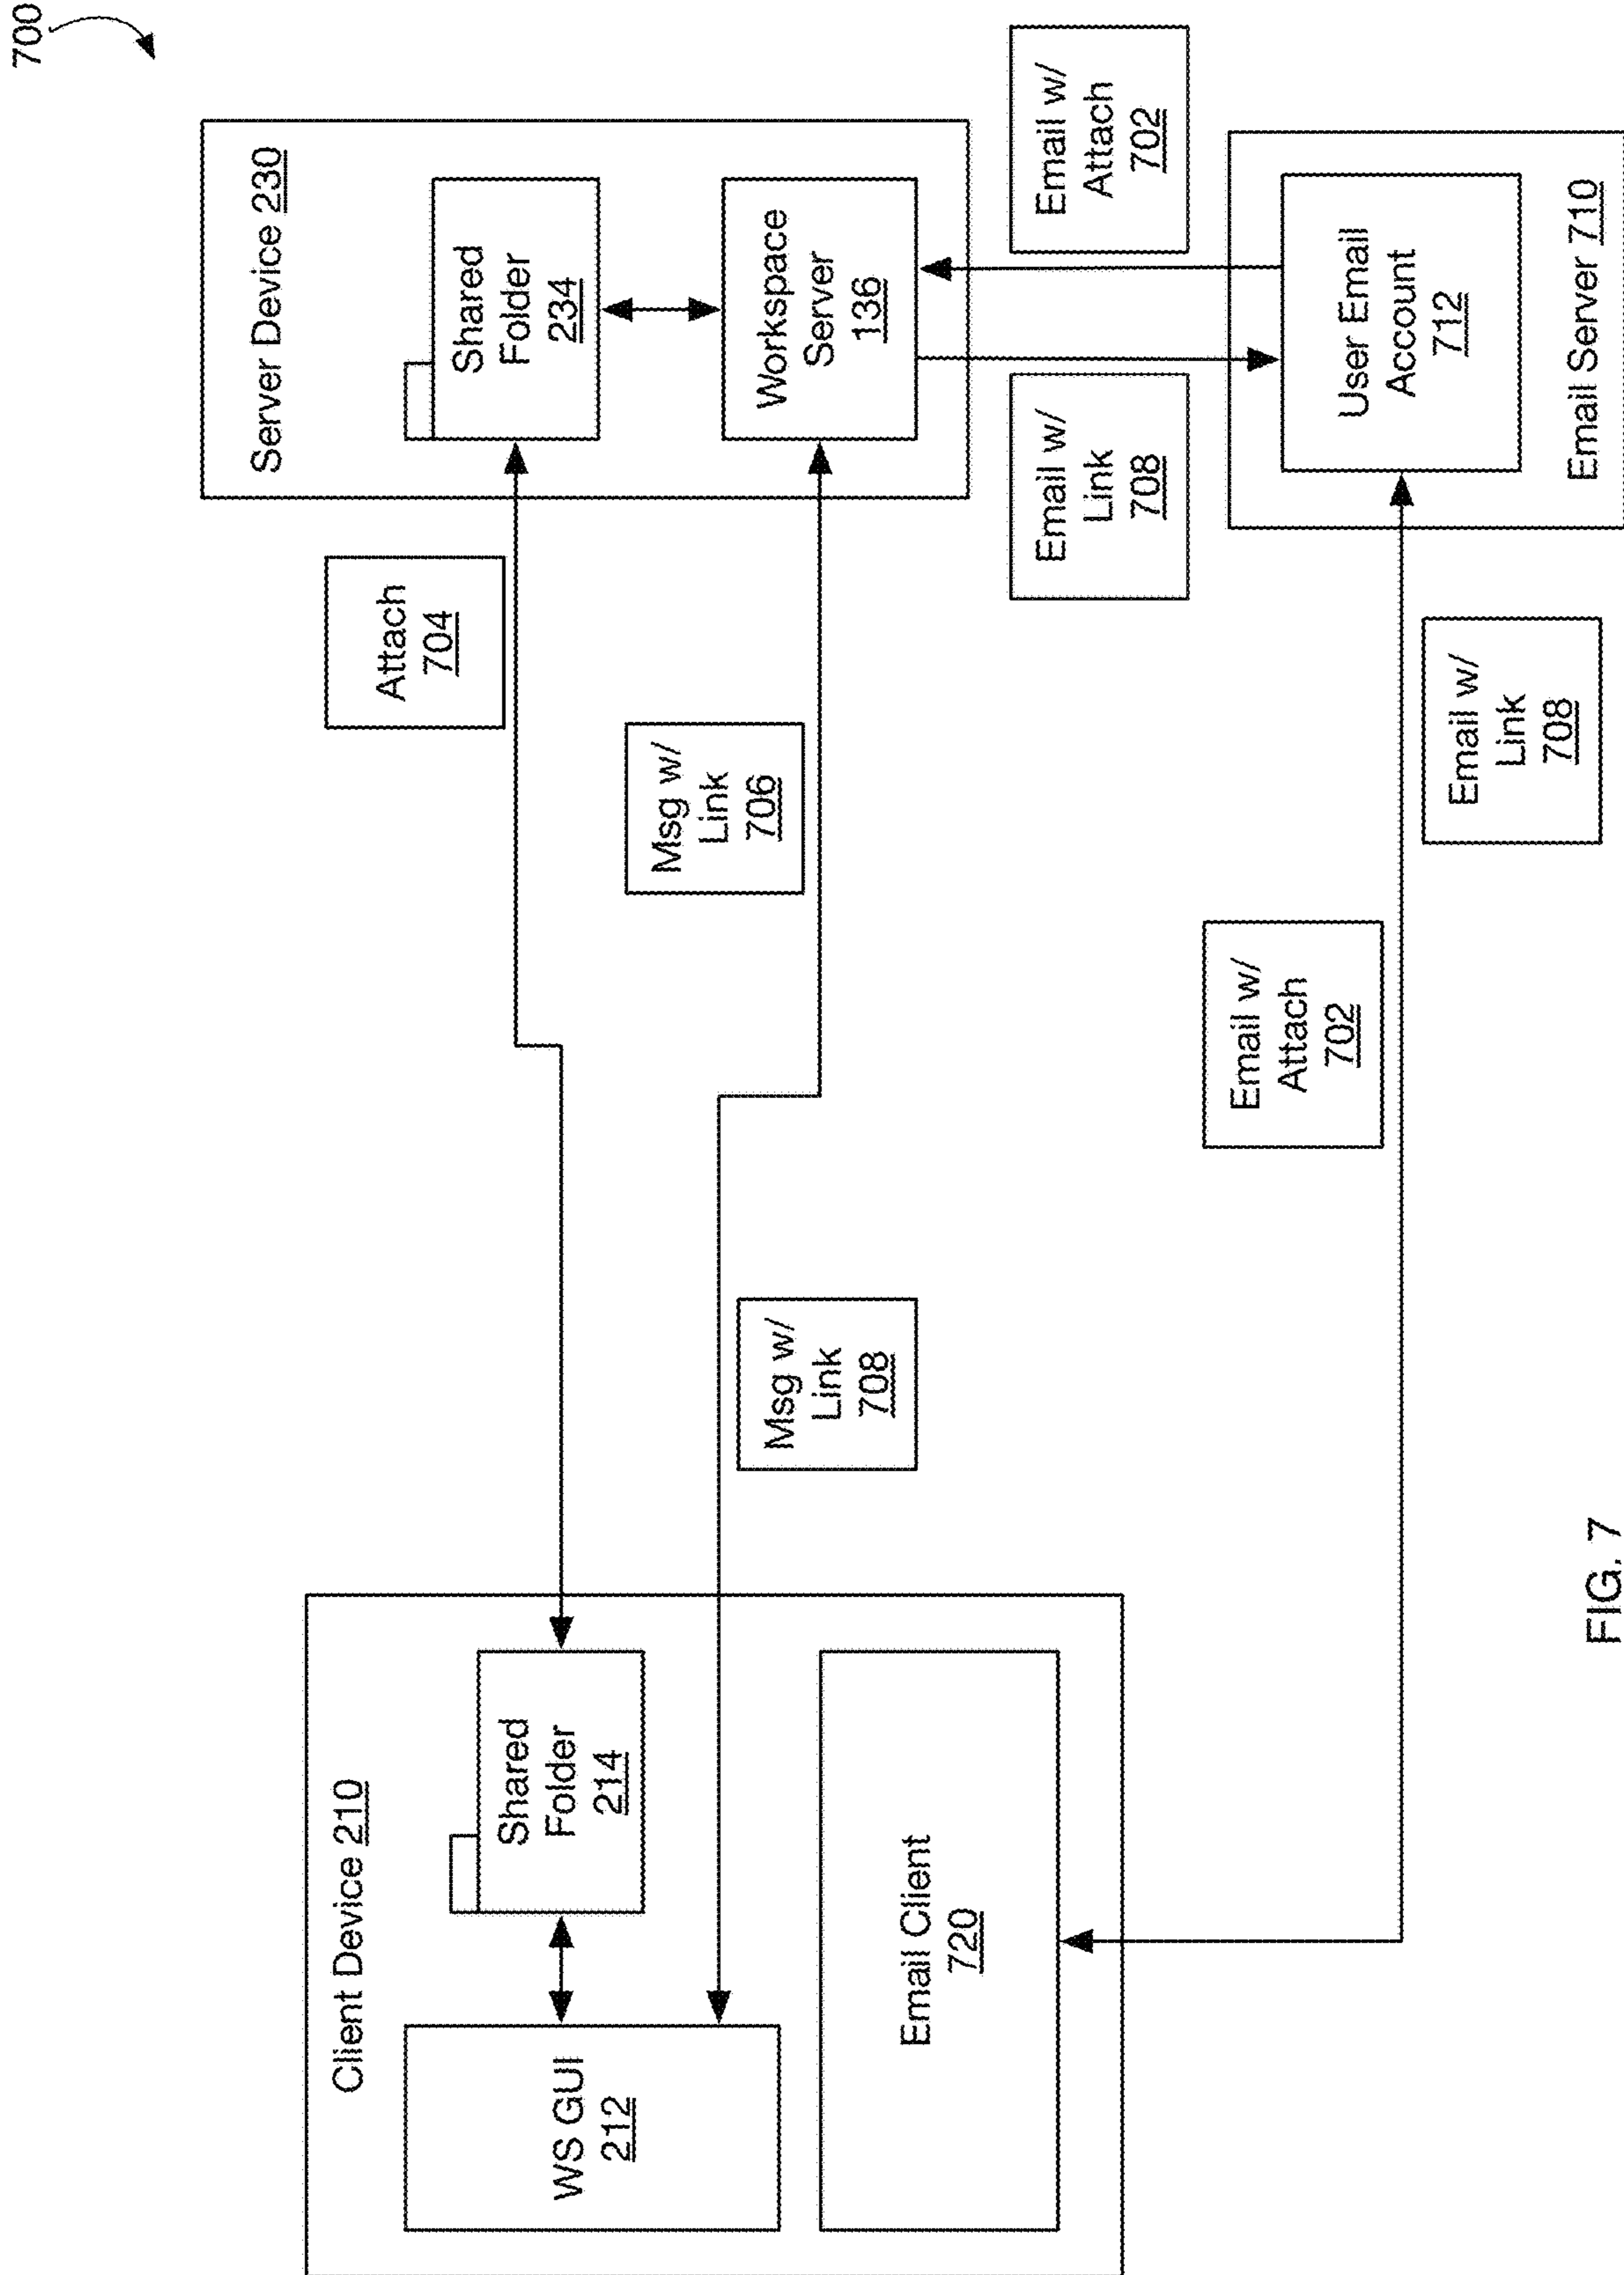 700
Client Device 210
WS GUI
212
Shared
Folder
214
Email Client
720
Attach
704
Msg w/
Link
706
Msg w/
Link
708
Server Device 230
Shared
Folder
234
Workspace
Server
136
Email w/
Link
708
Email w/
Attach
702
Email w/
Attach
702
Email w/
Link
708
User Email
Account
712
Email Server 710
FIG. 7